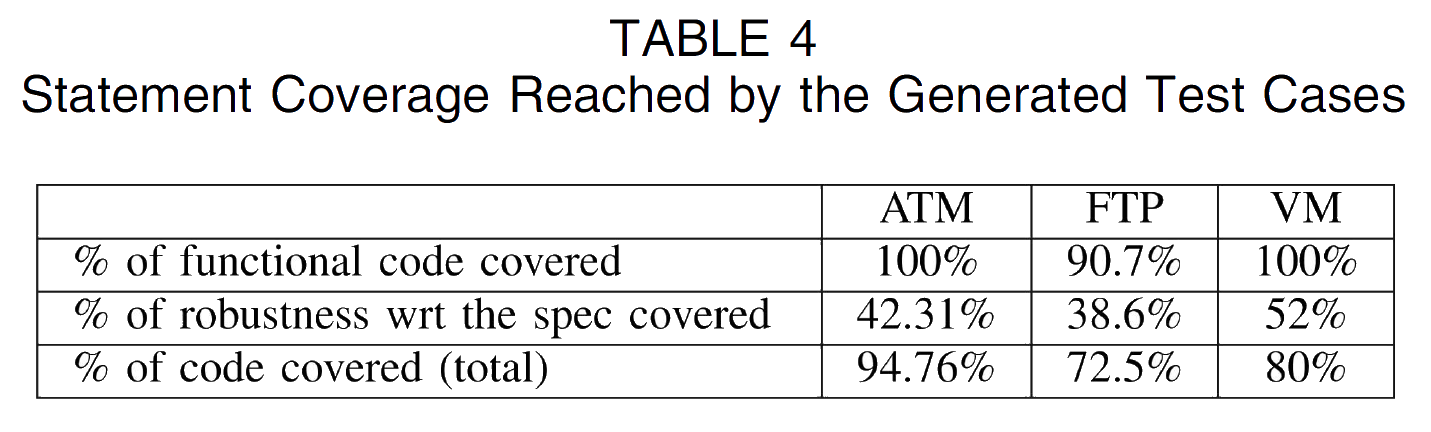 TABLE 4
Statement Coverage Reached by the Generated Test Cases
ATM FTP VM
% of functional code covered 100% 90.7% 100%
% of robustness wrt the spec covered 42.31% 38.6% 52%
% of code covered (total) 94.76% 72.5% 80%